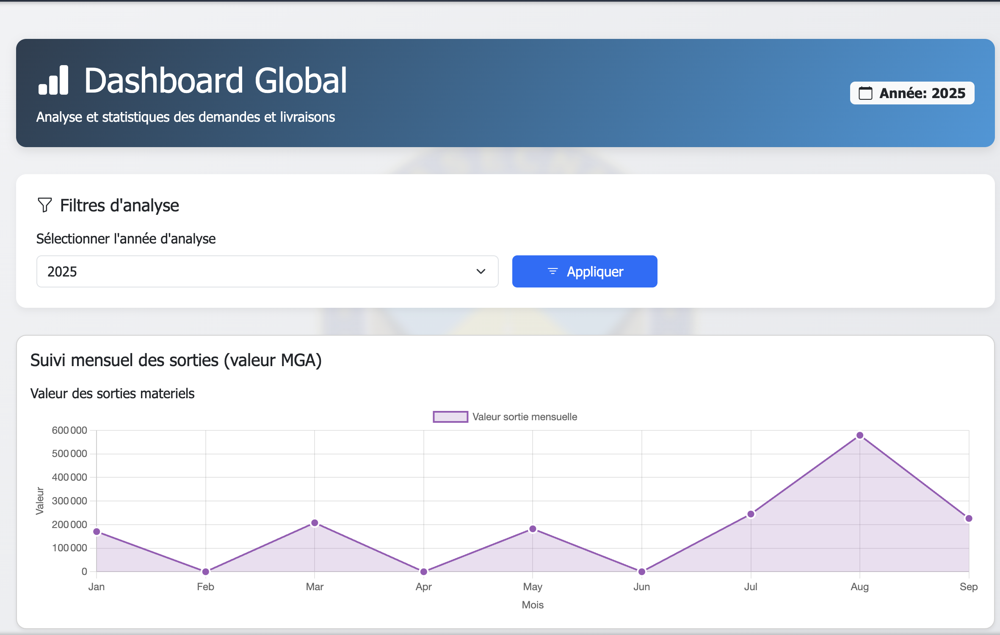 Dashboard Global
Analyse et statistiques des demandes et livraisons
Année: 2025
Filtres d'analyse
Sélectionner l'année d'analyse
2025
Appliquer
Suivi mensuel des sorties (valeur MGA)
Valeur des sorties materiels
Valeur sortie mensuelle
Valeur
600 000
500 000
400 000
300 000
200 000
100 000
0
Jan Feb Mar Apr May Jun Jul Aug Sep
Mois